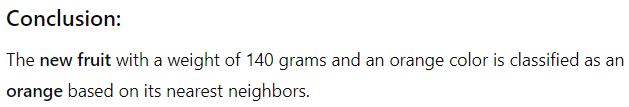 Conclusion:
The new fruit with a weight of 140 grams and an orange color is classified as an
orange based on its nearest neighbors.